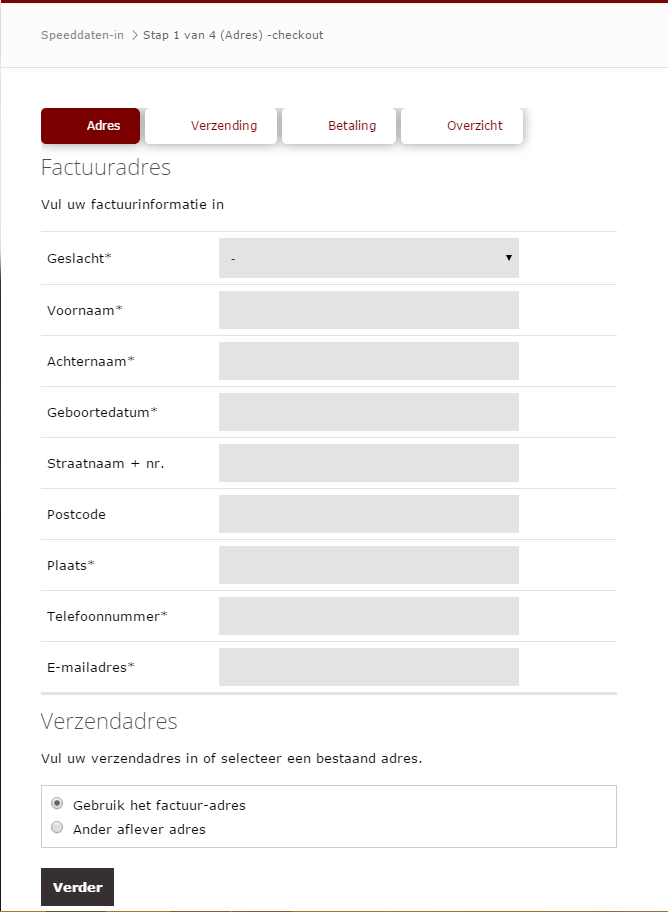 Speeddaten-in > Stap 1 van 4 (Adres) -checkout
Adres Verzending Betaling Overzicht
Factuuradres
Vul uw factuurinformatie in
Geslacht* -
Voornaam*
Achternaam*
Geboortedatum*
Straatnaam + nr.
Postcode
Plaats*
Telefoonnummer*
E-mailadres*
Verzendadres
Vul uw verzendadres in of selecteer een bestaand adres.
Gebruik het factuur-adres
Ander aflever adres
Verder